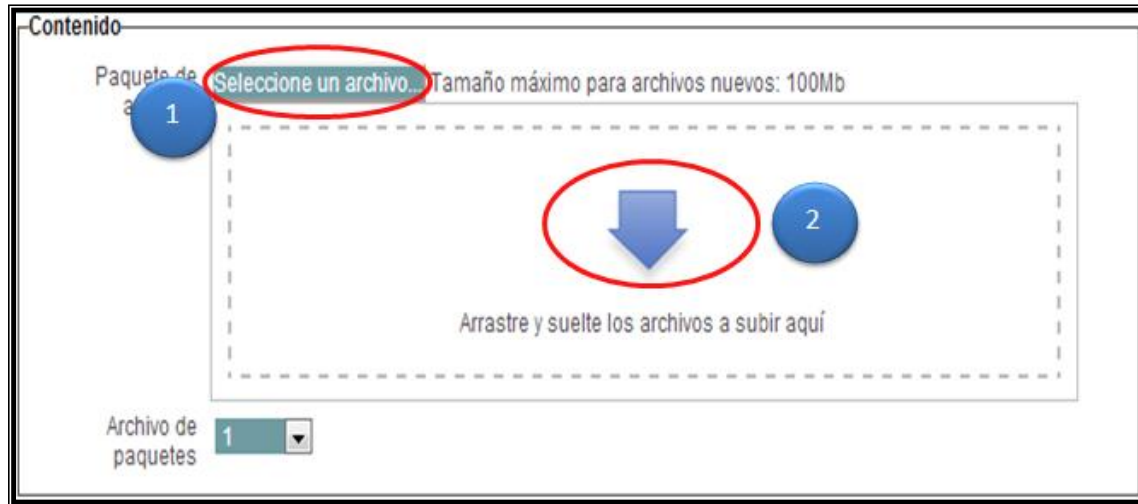 Contenido
Paquete de
Seleccione un archivo... Tamaño máximo para archivos nuevos: 100Mb
1
2
Arrastre y suelte los archivos a subir aquí
Archivo de
paquetes
1